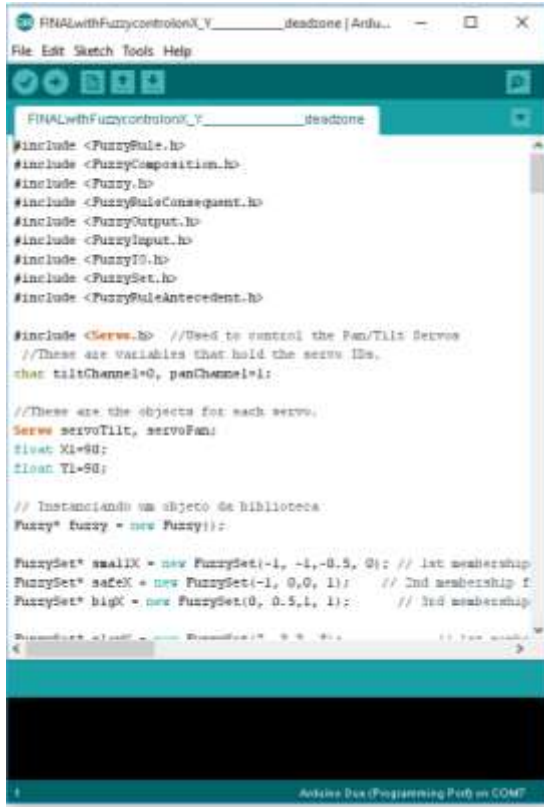 FINALwithFuzzycontrolonX_Y____________deadzone | Ardu...
File Edit Sketch Tools Help
FINALwithFuzzycontrolonX_Y____________deadzone
#include <FuzzyRule.h>
#include <FuzzyComposition.h>
#include <Fuzzy.h>
#include <FuzzyRuleConsequent.h>
#include <FuzzyOutput.h>
#include <FuzzyInput.h>
#include <FuzzyIO.h>
#include <FuzzySet.h>
#include <FuzzyRuleAntecedent.h>
#include <Servo.h> //Used to control the Pan/Tilt Servos
//These are variables that hold the servo IDs.
char tiltChannel=0, panChannel=1;
//These are the objects for each servo.
Servo servoTilt, servoPan;
float X1=90;
float Y1=90;
// Instanciando um objeto da biblioteca
Fuzzy* fuzzy = new Fuzzy();
FuzzySet* smallX = new FuzzySet(-1, -1,-0.5, 0); // 1st membership
FuzzySet* safeX = new FuzzySet(-1, 0,0, 1); // 2nd membership f
FuzzySet* bigX = new FuzzySet(0, 0.5,1, 1); // 3rd membership
1
Arduino Due (Programming Port) on COM7